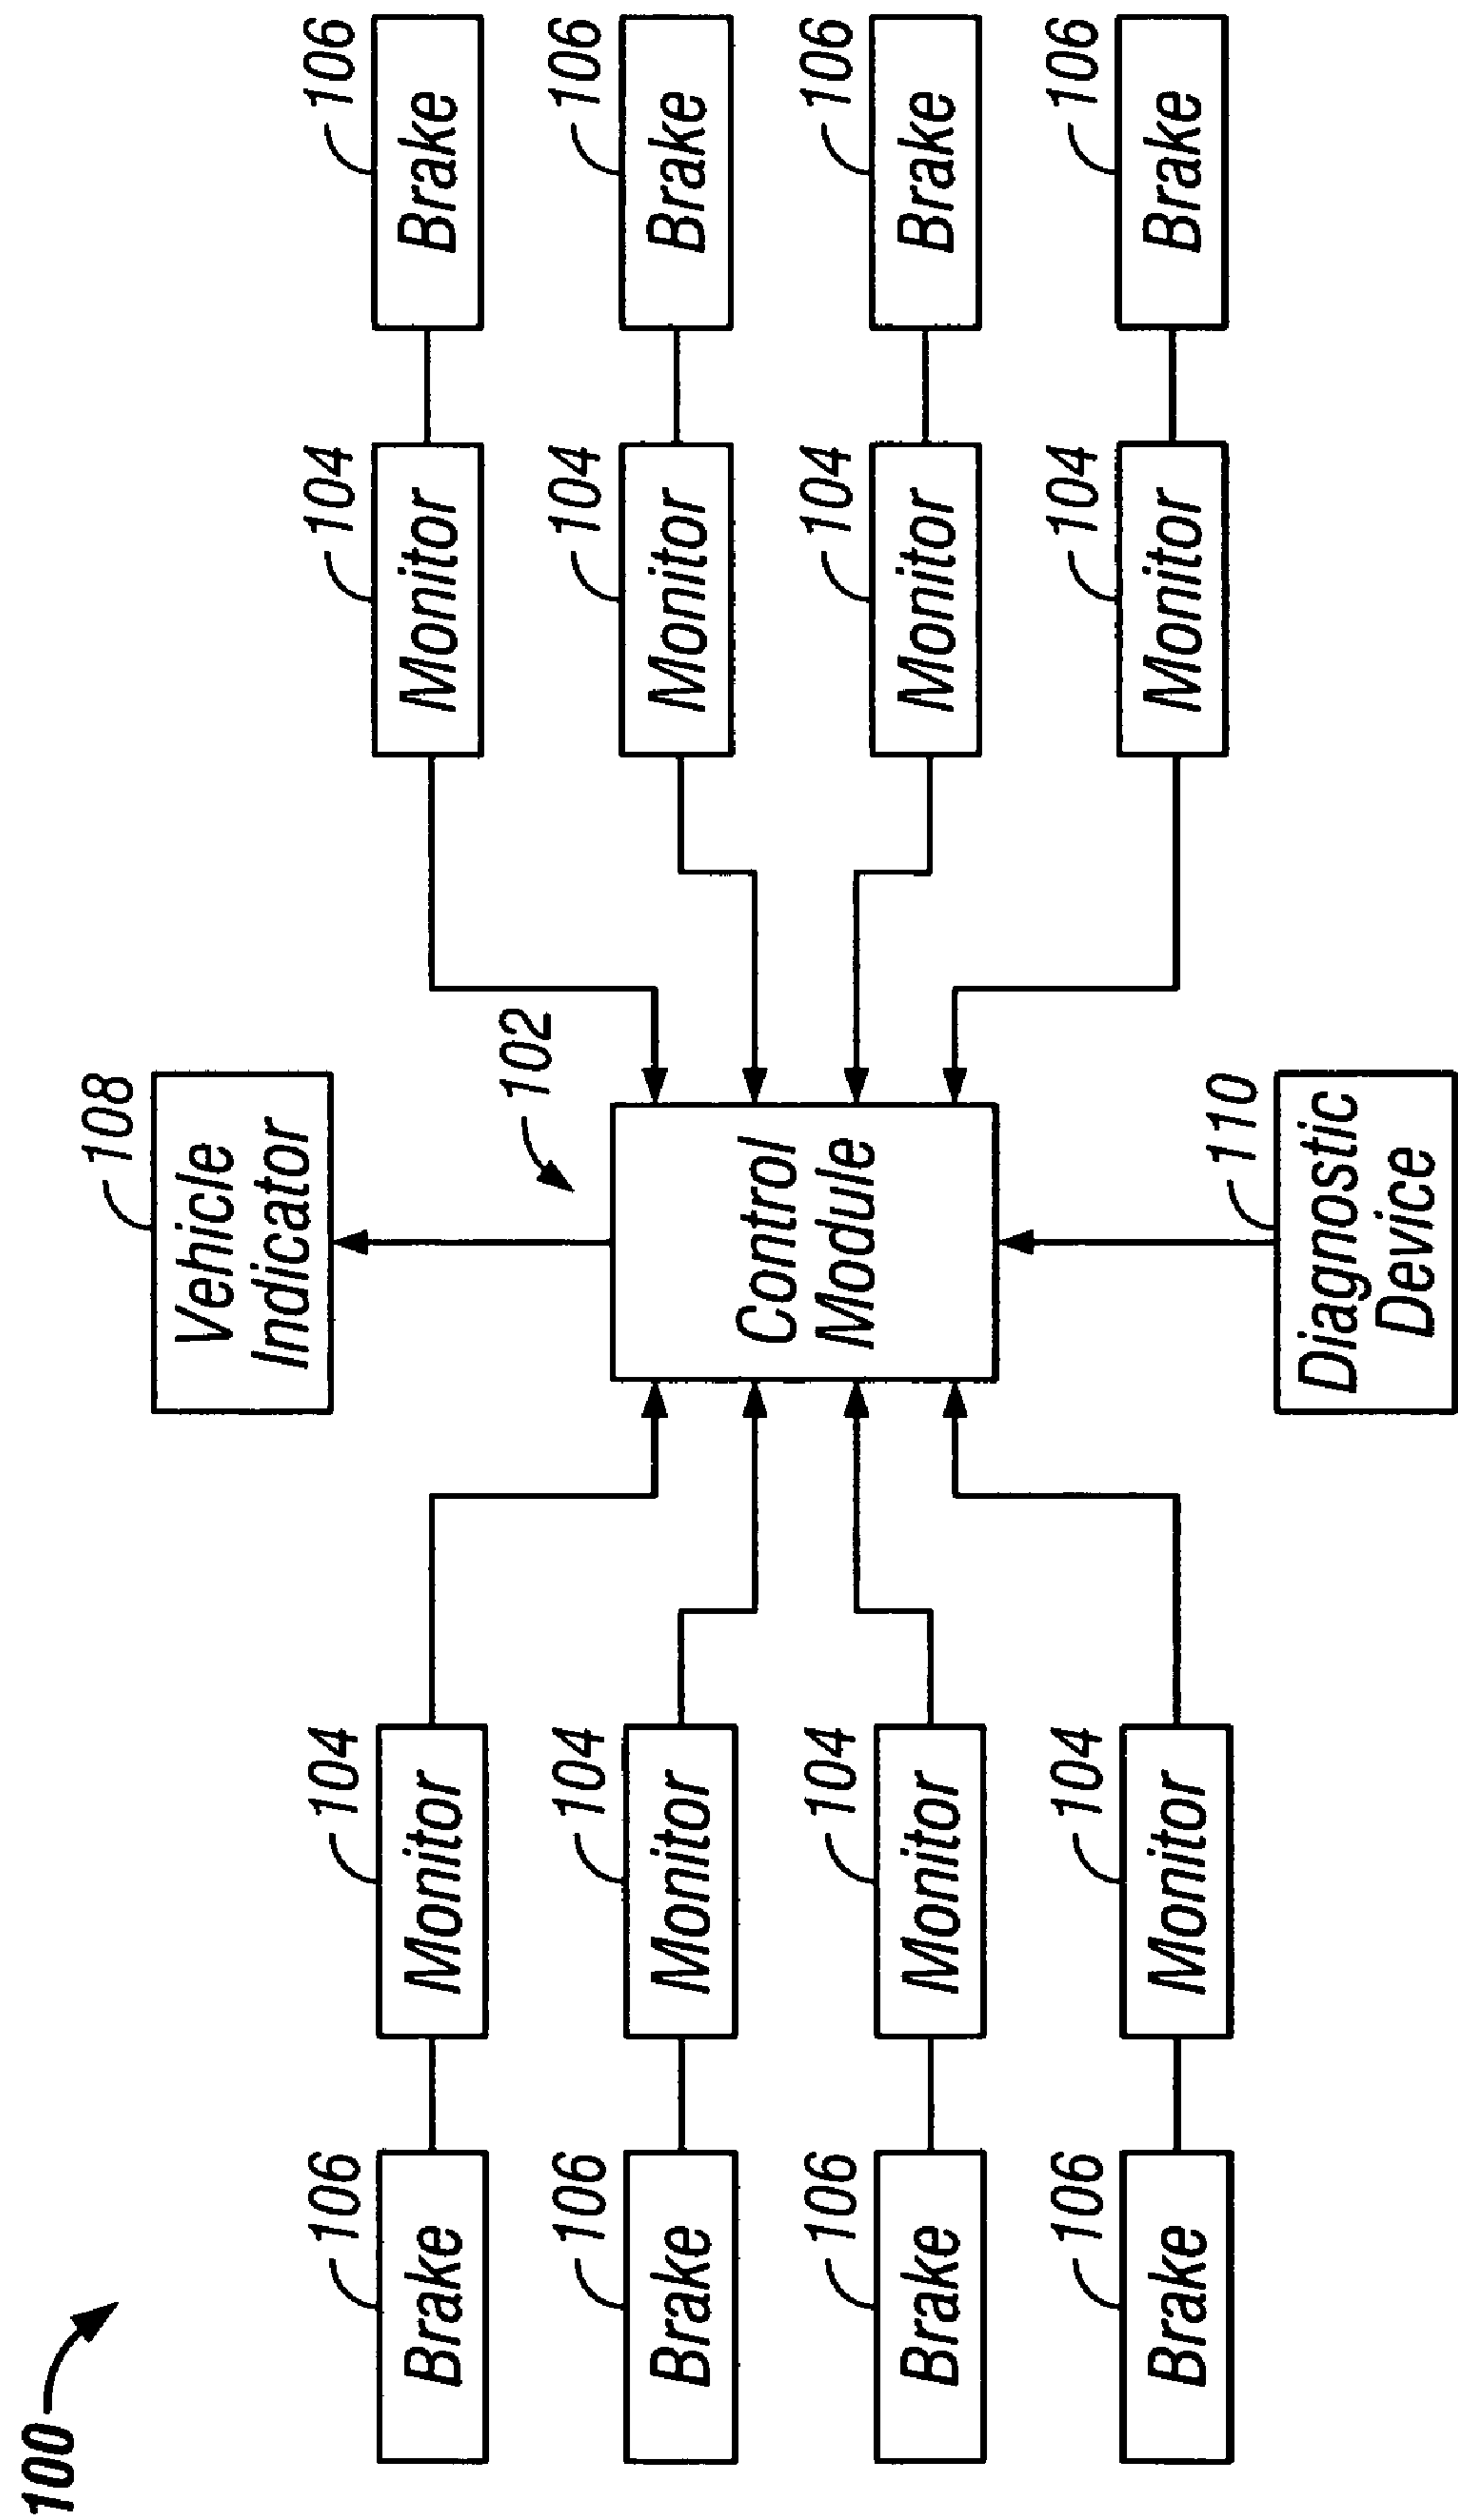 100
108
Vehicle
Indicator
106
104
104
106
Brake
Monitor
Monitor
Brake
102
106
104
104
106
Brake
Monitor
Monitor
Brake
Control
Module
106
104
104
106
Brake
Monitor
Monitor
Brake
106
104
104
106
Brake
Monitor
Monitor
Brake
110
Diagnostic
Device